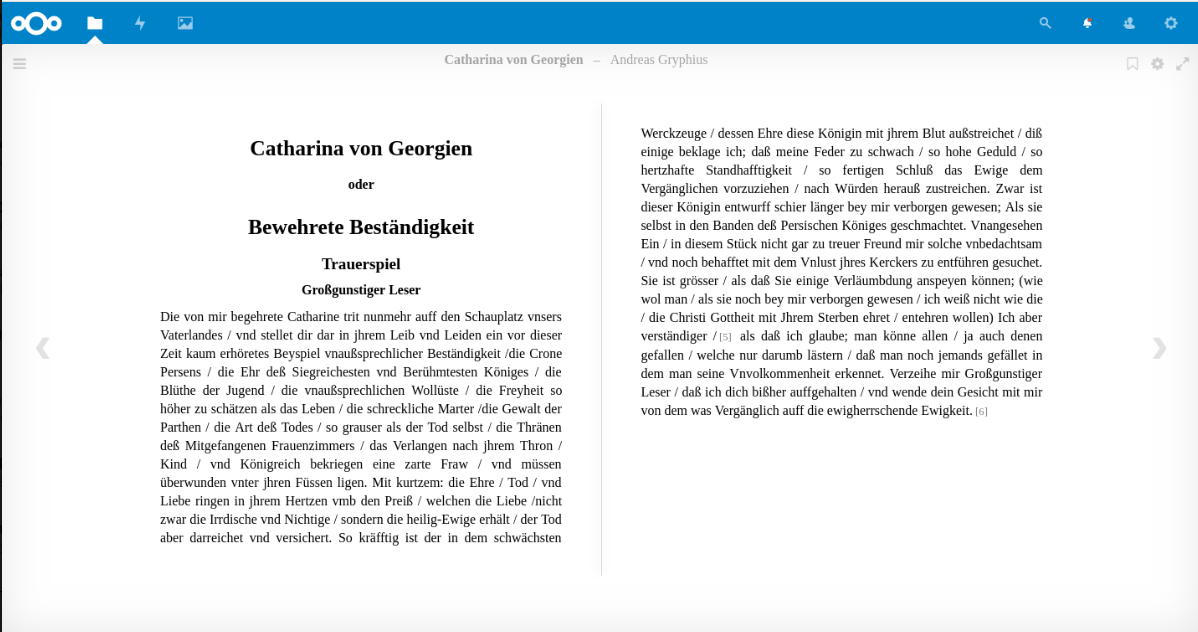 Catharina von Georgien – Andreas Gryphius
Catharina von Georgien
oder
Bewehrete Beständigkeit
Trauerspiel
Großgunstiger Leser
Die von mir begehrete Catharine trit nunmehr auff den Schauplatz vnsers
Vaterlandes / vnd stellet dir dar in jhrem Leib vnd Leiden ein vor dieser
Zeit kaum erhöretes Beyspiel vnaußsprechlicher Beständigkeit /die Crone
Persens / die Ehr deß Siegreichesten vnd Berühmtesten Königes / die
Blüthe der Jugend / die vnaußsprechlichen Wollüste / die Freyheit so
höher zu schätzen als das Leben / die schreckliche Marter /die Gewalt der
Parthen / die Art deß Todes / so grauser als der Tod selbst / die Thränen
deß Mitgefangenen Frauenzimmers / das Verlangen nach jhrem Thron /
Kind / vnd Königreich bekriegen eine zarte Fraw / vnd müssen
überwunden vnter jhren Füssen ligen. Mit kurtzem: die Ehre / Tod / vnd
Liebe ringen in jhrem Hertzen vmb den Preiß / welchen die Liebe /nicht
zwar die Irrdische vnd Nichtige / sondern die heilig-Ewige erhält / der Tod
aber darreichet vnd versichert. So kräfftig ist der in dem schwächsten
Werckzeuge / dessen Ehre diese Königin mit jhrem Blut außstreichet / diß
einige beklage ich; daß meine Feder zu schwach / so hohe Geduld / so
hertzhafte Standhafftigkeit / so fertigen Schluß das Ewige dem
Vergänglichen vorzuziehen / nach Würden herauß zustreichen. Zwar ist
dieser Königin entwurff schier länger bey mir verborgen gewesen; Als sie
selbst in den Banden deß Persischen Königes geschmachtet. Vnangesehen
Ein / in diesem Stück nicht gar zu treuer Freund mir solche vnbedachtsam
/ vnd noch behafftet mit dem Vnlust jhres Kerckers zu entführen gesuchet.
Sie ist grösser / als daß Sie einige Verläumbdung anspeyen können; (wie
wol man / als sie noch bey mir verborgen gewesen / ich weiß nicht wie die
/ die Christi Gottheit mit Jhrem Sterben ehret / entehren wollen) Ich aber
verständiger / [5] als daß ich glaube; man könne allen / ja auch denen
gefallen / welche nur darumb lästern / daß man noch jemands gefället in
dem man seine Vnvolkommenheit erkennet. Verzeihe mir Großgunstiger
Leser / daß ich dich bißher auffgehalten / vnd wende dein Gesicht mit mir
von dem was Vergänglich auff die ewigherrschende Ewigkeit. [6]